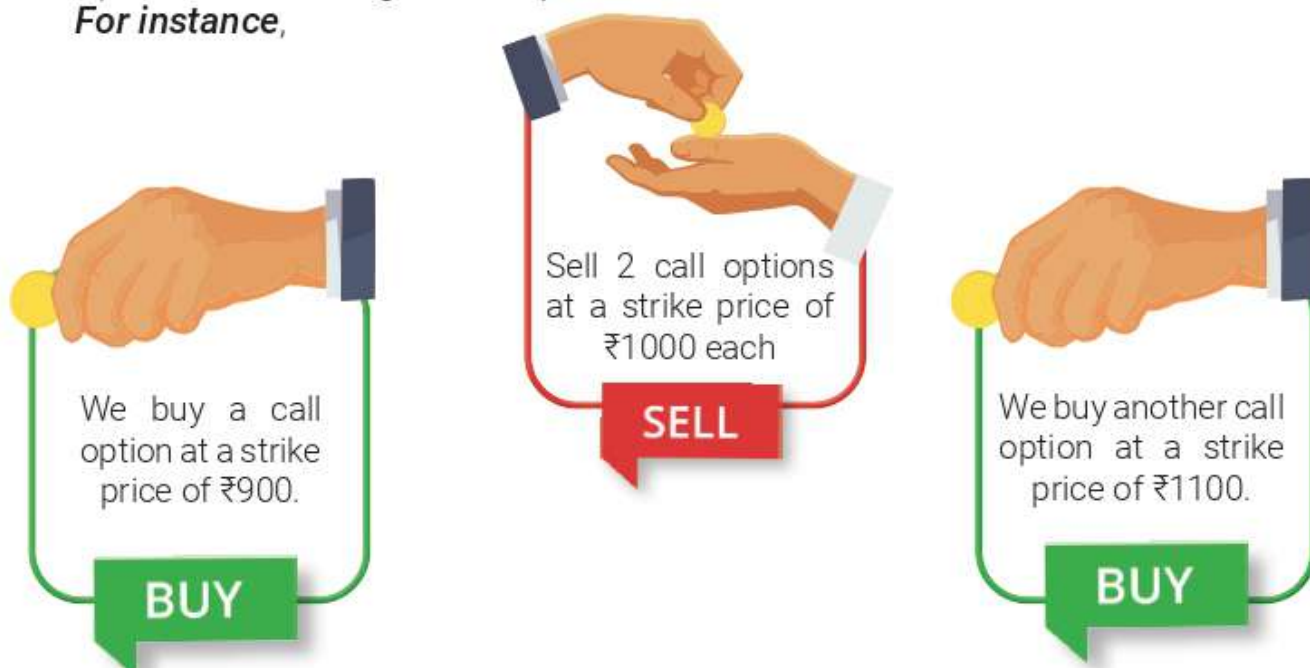 For instance,
We buy a call
option at a strike
price of ₹900.
BUY
Sell 2 call options
at a strike price of
₹1000 each
SELL
We buy another call
option at a strike
price of ₹1100.
BUY